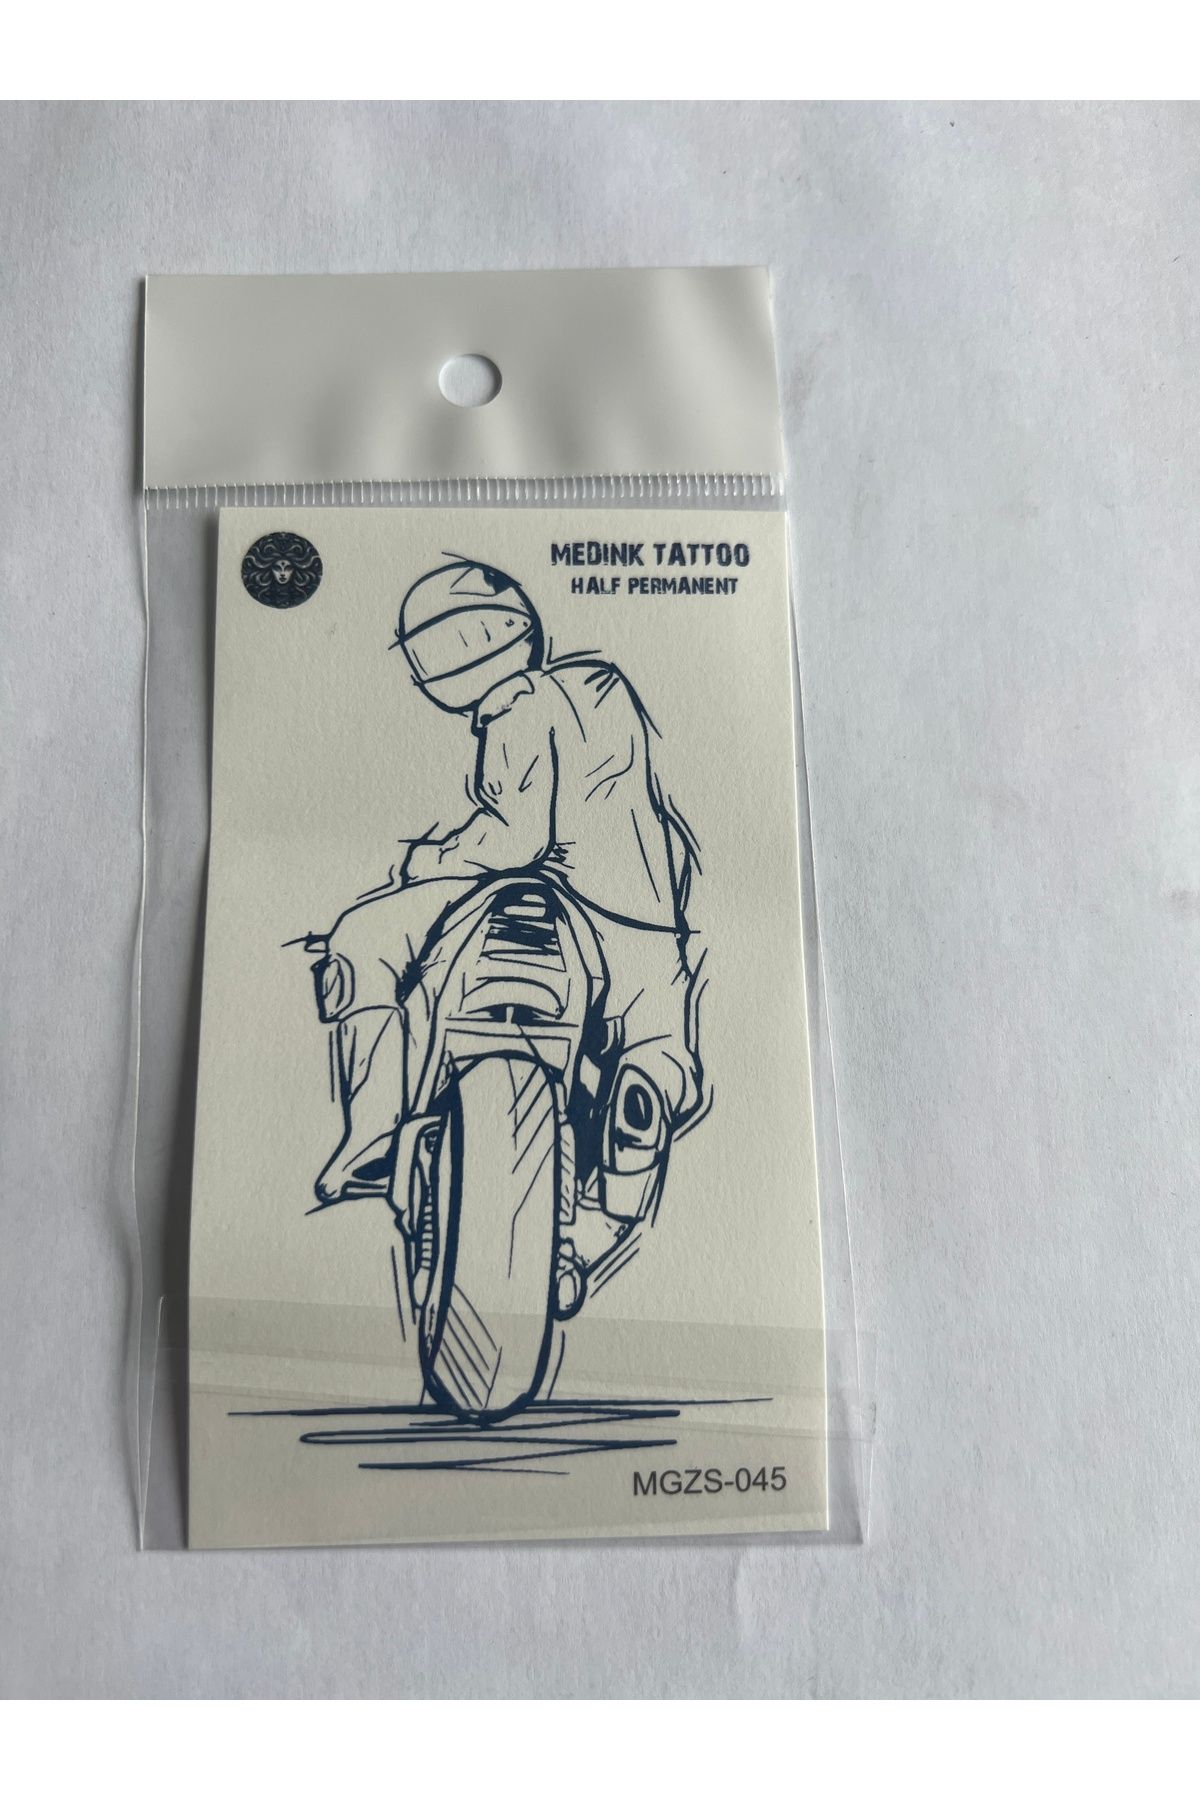 MEDINK TATTOO
HALF PERMANENT
MGZS-045